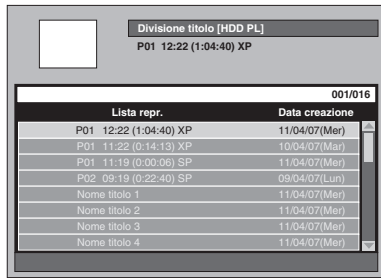 Divisione titolo [HDD PL]
P01 12:22 (1:04:40) XP
001/016
Lista repr. Data creazione
P01 12:22 (1:04:40) XP 11/04/07(Mer)
P01 11:22 (0:14:13) XP 10/04/07(Mar)
P01 11:19 (0:00:06) SP 11/04/07(Mer)
P02 09:19 (0:22:40) SP 09/04/07(Lun)
Nome titolo 1 11/04/07(Mer)
Nome titolo 2 11/04/07(Mer)
Nome titolo 3 11/04/07(Mer)
Nome titolo 4 11/04/07(Mer)